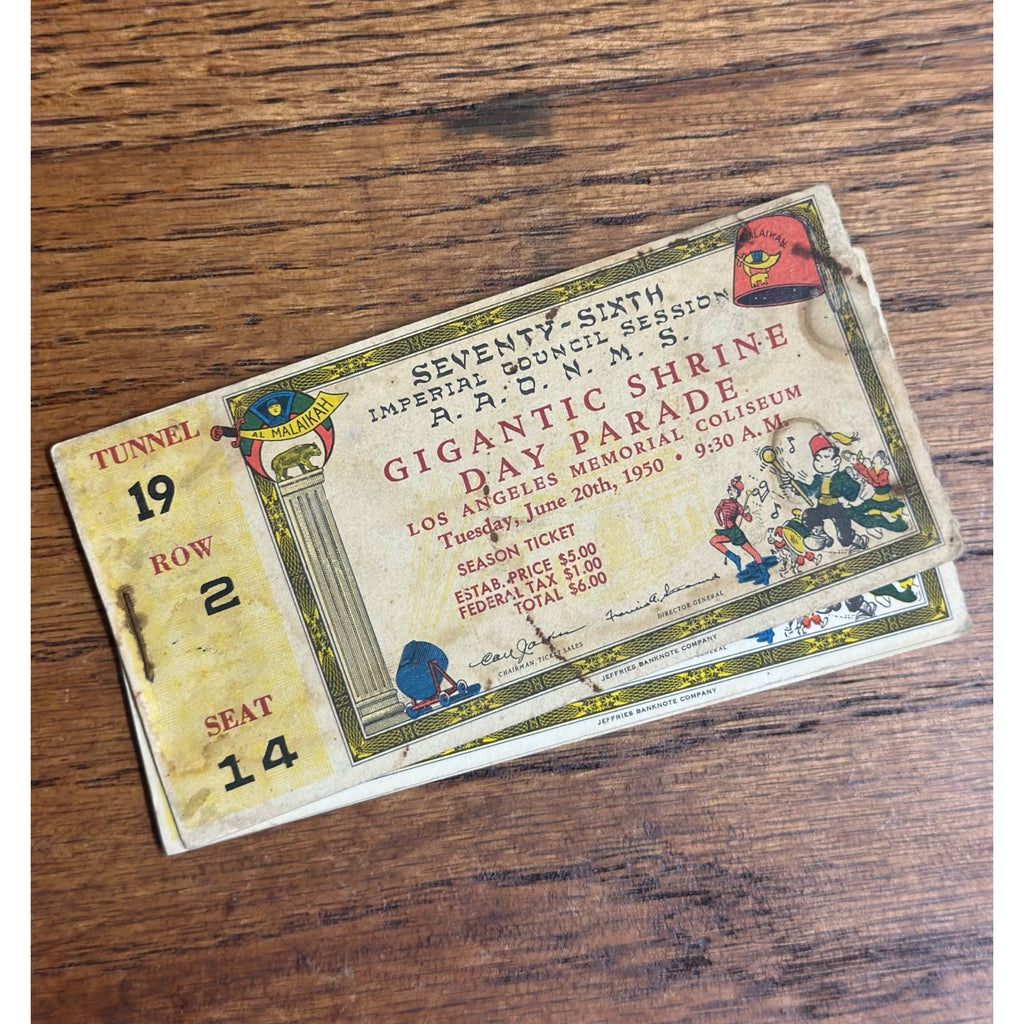 TUNNEL
19
ROW
2
SEAT
14
AL MALAIKAH
MALAIKAH
SEVENTY-SIXTH
IMPERIAL COUNCIL SESSION
A. A. O. N. M. S.
GIGANTIC SHRINE
DAY PARADE
LOS ANGELES MEMORIAL COLISEUM
Tuesday, June 20th, 1950 • 9:30 A.M.
SEASON TICKET
ESTAB. PRICE $5.00
FEDERAL TAX $1.00
TOTAL $6.00
CHAIRMAN, TICKET SALES
DIRECTOR GENERAL
JEFFRIES BANKNOTE COMPANY
GENERAL
JEFFRIES BANKNOTE COMPANY